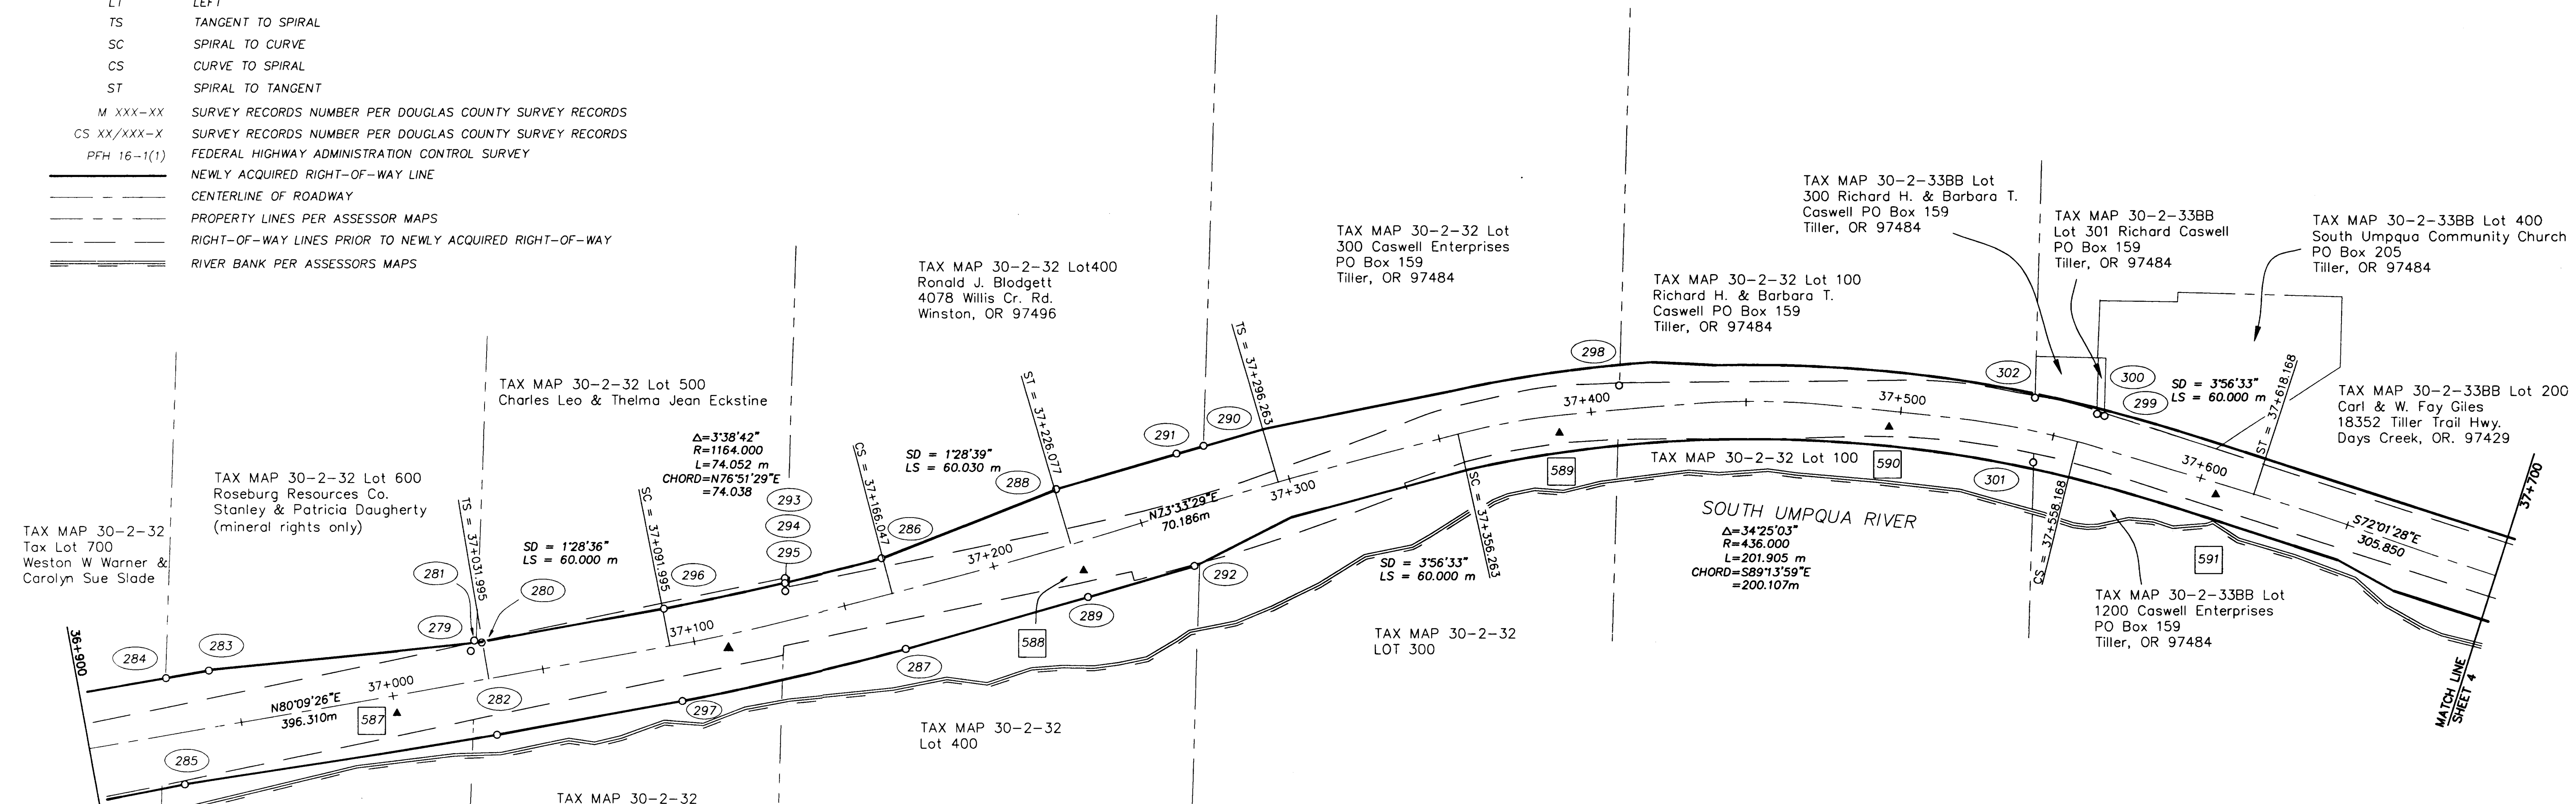 LT LEFT
TS TANGENT TO SPIRAL
SC SPIRAL TO CURVE
CS CURVE TO SPIRAL
ST SPIRAL TO TANGENT
M XXX-XX SURVEY RECORDS NUMBER PER DOUGLAS COUNTY SURVEY RECORDS
CS XX/XXX-X SURVEY RECORDS NUMBER PER DOUGLAS COUNTY SURVEY RECORDS
PFH 16-1(1) FEDERAL HIGHWAY ADMINISTRATION CONTROL SURVEY
NEWLY ACQUIRED RIGHT-OF-WAY LINE
CENTERLINE OF ROADWAY
PROPERTY LINES PER ASSESSOR MAPS
RIGHT-OF-WAY LINES PRIOR TO NEWLY ACQUIRED RIGHT-OF-WAY
RIVER BANK PER ASSESSORS MAPS
TAX MAP 30-2-32
Tax Lot 700
Weston W Warner &
Carolyn Sue Slade
TAX MAP 30-2-32 Lot 600
Roseburg Resources Co.
Stanley & Patricia Daugherty
(mineral rights only)
TAX MAP 30-2-32 Lot 500
Charles Leo & Thelma Jean Eckstine
TAX MAP 30-2-32 Lot400
Ronald J. Blodgett
4078 Willis Cr. Rd.
Winston, OR 97496
TAX MAP 30-2-32 Lot
300 Caswell Enterprises
PO Box 159
Tiller, OR 97484
TAX MAP 30-2-32 Lot 100
Richard H. & Barbara T.
Caswell PO Box 159
Tiller, OR 97484
TAX MAP 30-2-33BB Lot
300 Richard H. & Barbara T.
Caswell PO Box 159
Tiller, OR 97484
TAX MAP 30-2-33BB
Lot 301 Richard Caswell
PO Box 159
Tiller, OR 97484
TAX MAP 30-2-33BB Lot 400
South Umpqua Community Church
PO Box 205
Tiller, OR 97484
TAX MAP 30-2-33BB Lot 200
Carl & W. Fay Giles
18352 Tiller Trail Hwy.
Days Creek, OR. 97429
36+900
284
283
285
N80°09'26"E
396.310m
37+000
587
279
281
280
282
TS = 37+031.995
SD = 1°28'36"
LS = 60.000 m
SC = 37+091.995
296
37+100
297
Δ=3°38'42"
R=1164.000
L=74.052 m
CHORD=N76°51'29"E
=74.038
293
294
295
CS = 37+166.047
286
287
SD = 1°28'39"
LS = 60.030 m
37+200
ST = 37+226.077
288
588
289
N73°33'29"E
70.186m
291
290
292
TS = 37+296.263
37+300
SD = 3°56'33"
LS = 60.000 m
SC = 37+356.263
298
37+400
589
TAX MAP 30-2-32 Lot 100
590
37+500
SOUTH UMPQUA RIVER
Δ=34°25'03"
R=436.000
L=201.905 m
CHORD=S89°13'59"E
=200.107m
302
301
CS = 37+558.168
300
299
SD = 3°56'33"
LS = 60.000 m
37+600
ST = 37+618.168
591
S72°01'28"E
305.850
37+700
MATCH LINE
SHEET 4
TAX MAP 30-2-33BB Lot
1200 Caswell Enterprises
PO Box 159
Tiller, OR 97484
TAX MAP 30-2-32
LOT 300
TAX MAP 30-2-32
Lot 400
TAX MAP 30-2-32